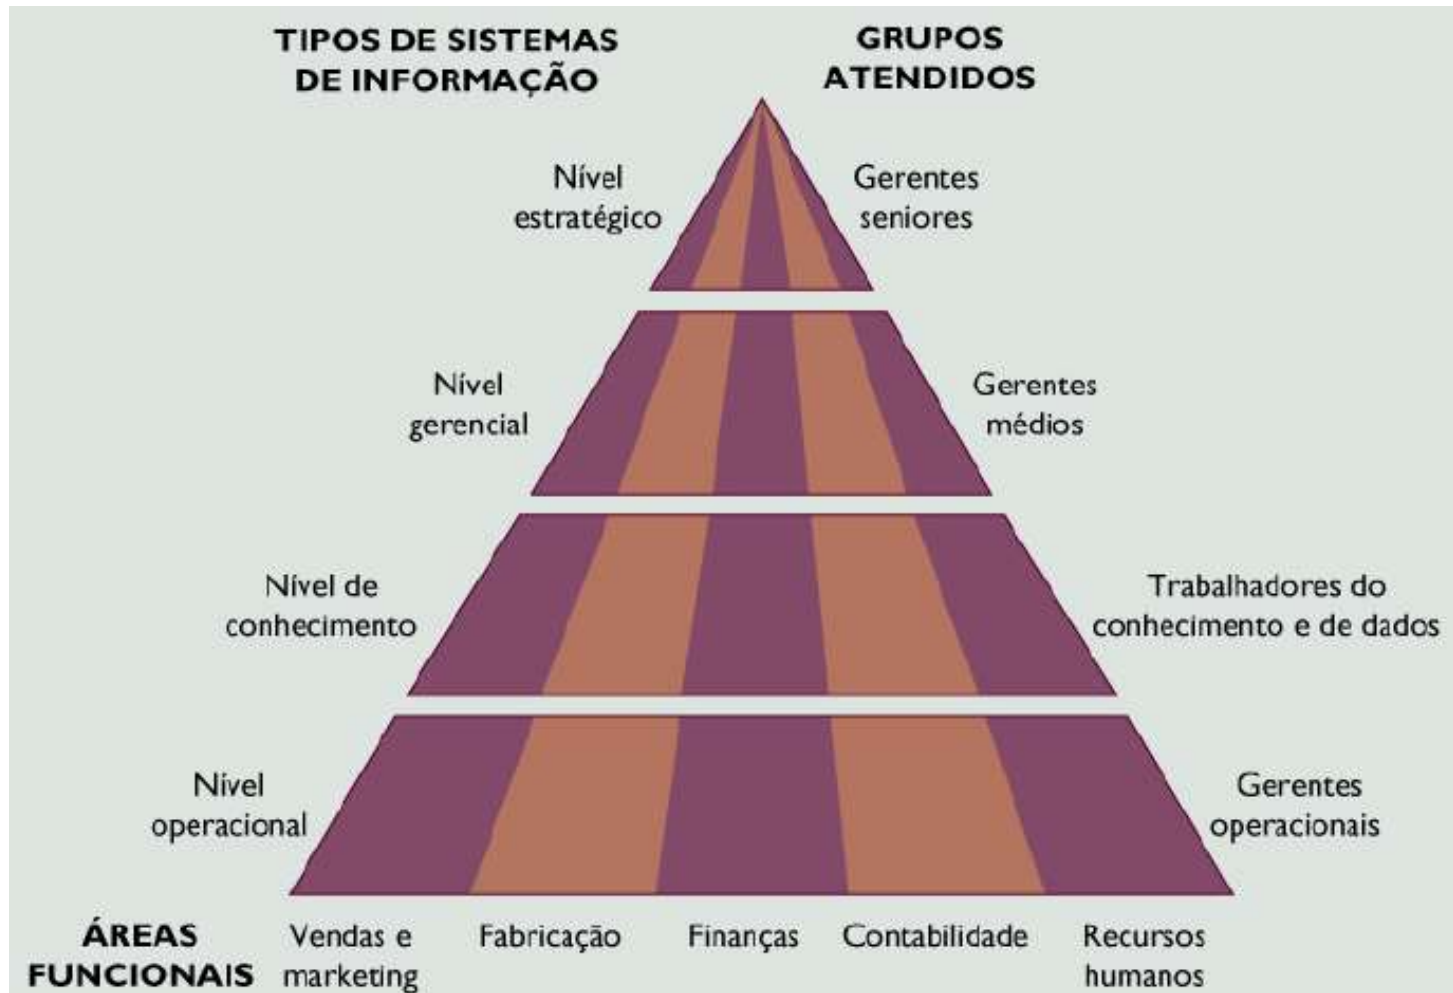 TIPOS DE SISTEMAS
DE INFORMAÇÃO
GRUPOS
ATENDIDOS
Nível
estratégico
Gerentes
seniores
Nível
gerencial
Gerentes
médios
Nível de
conhecimento
Trabalhadores do
conhecimento e de dados
Nível
operacional
Gerentes
operacionais
ÁREAS
FUNCIONAIS
Vendas e
marketing
Fabricação
Finanças
Contabilidade
Recursos
humanos